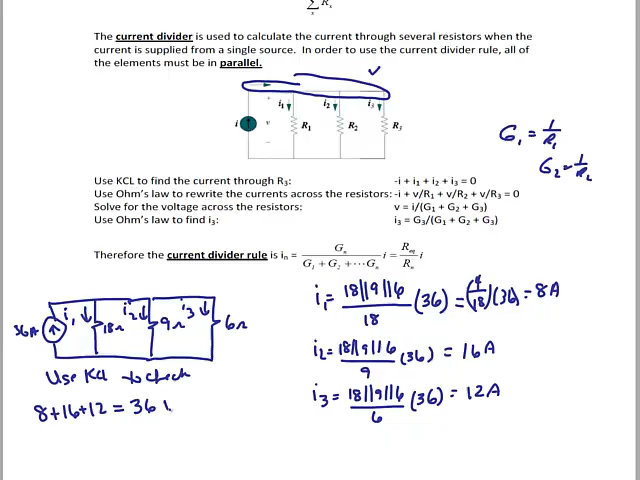 ∑ Rₓ
x
The current divider is used to calculate the current through several resistors when the
current is supplied from a single source. In order to use the current divider rule, all of
the elements must be in parallel.
i + v − i₁ R₁ i₂ R₂ i₃ R₃
G₁ = 1/R₁
G₂ = 1/R₂
Use KCL to find the current through R₃: -i + i₁ + i₂ + i₃ = 0
Use Ohm's law to rewrite the currents across the resistors: -i + v/R₁ + v/R₂ + v/R₃ = 0
Solve for the voltage across the resistors: v = i/(G₁ + G₂ + G₃)
Use Ohm's law to find i₃: i₃ = G₃/(G₁ + G₂ + G₃)
Therefore the current divider rule is iₙ = Gₙ/(G₁ + G₂ + ⋯Gₙ) i = R_eq/Rₙ i
36A i₁ ↓ 18Ω i₂ ↓ 9Ω i₃ ↓ 6Ω
Use KCL to check
8+16+12 = 36
i₁ = 18||9||6/18 (36) = (4/18)(36) = 8A
i₂ = 18||9||6/9 (36) = 16A
i₃ = 18||9||6/6 (36) = 12A